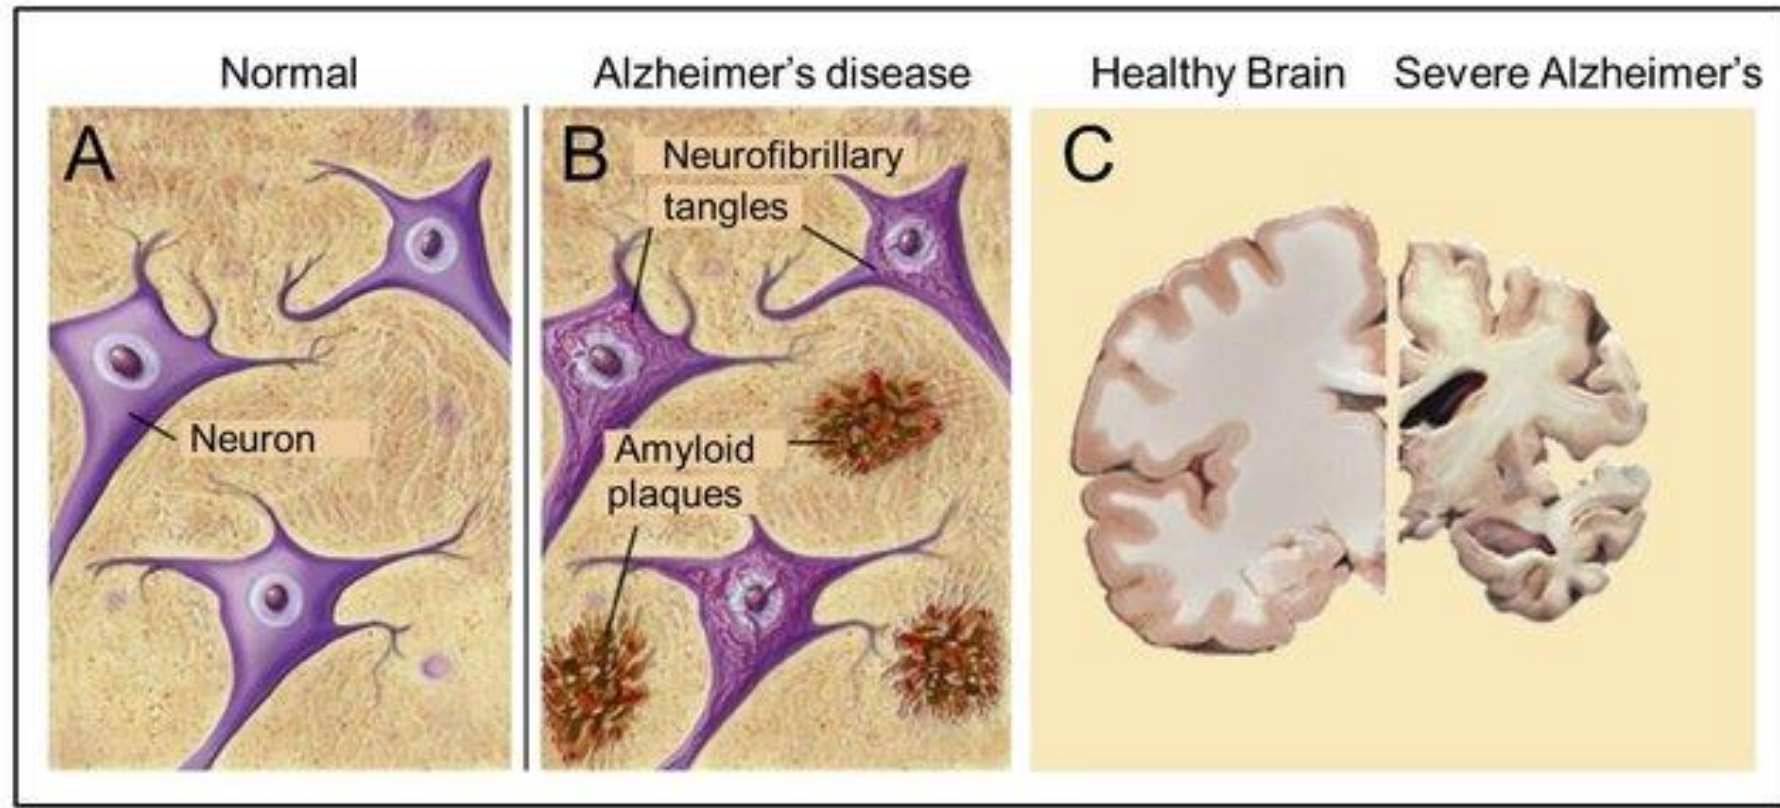 Normal
Alzheimer's disease
Healthy Brain
Severe Alzheimer's
A
Neuron
B
Neurofibrillary
tangles
Amyloid
plaques
C